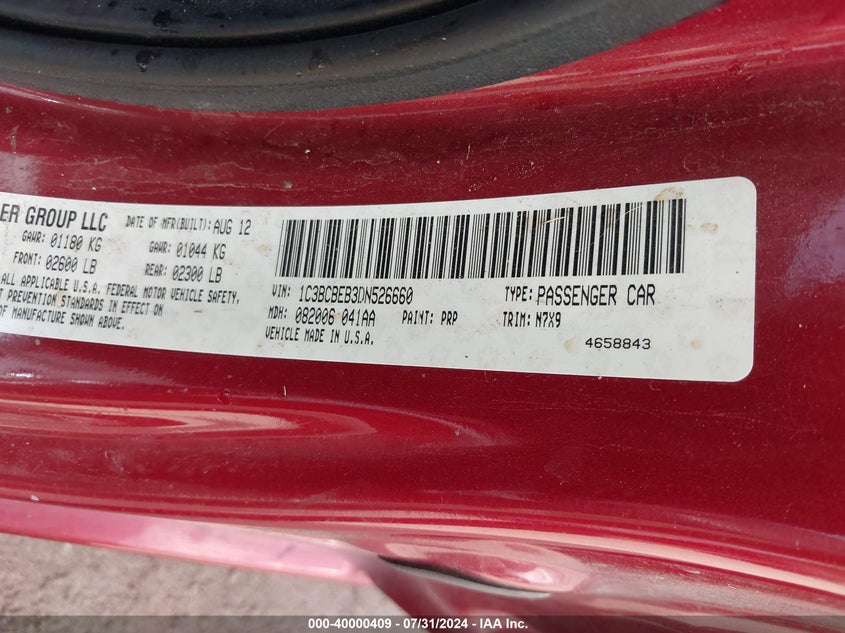 ER GROUP LLC DATE OF MFR(BUILT): AUG 12
GAWR: 01180 KG GAWR: 01044 KG
FRONT: 02600 LB REAR: 02300 LB
ALL APPLICABLE U.S.A. FEDERAL MOTOR VEHICLE SAFETY,
T PREVENTION STANDARDS IN EFFECT ON
OF MANUFACTURE SHOWN ABOVE.
VIN: 1C3BCBEB3DN526660 TYPE: PASSENGER CAR
MDH: 082006 041AA PAINT: PRP TRIM: N7X9
VEHICLE MADE IN U.S.A. 4658843
000-40000409 - 07/31/2024 - IAA Inc.